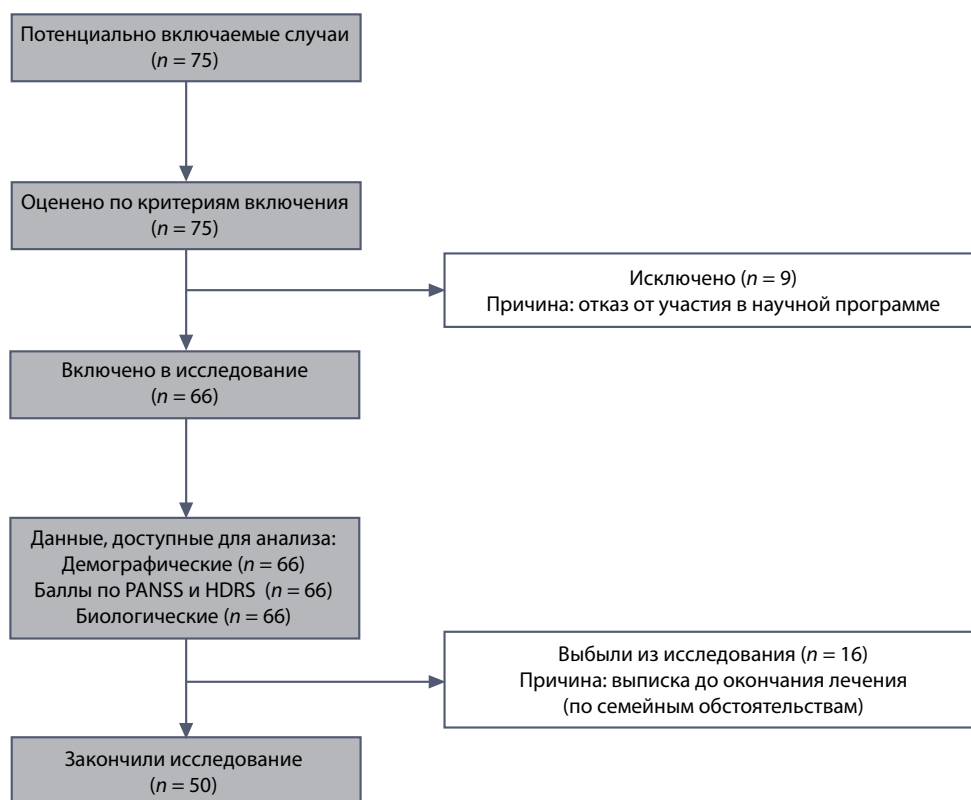 Потенциально включаемые случаи
(n = 75)
Оценено по критериям включения
(n = 75)
Исключено (n = 9)
Причина: отказ от участия в научной программе
Включено в исследование
(n = 66)
Данные, доступные для анализа:
Демографические (n = 66)
Баллы по PANSS и HDRS (n = 66)
Биологические (n = 66)
Выбыли из исследования (n = 16)
Причина: выписка до окончания лечения
(по семейным обстоятельствам)
Закончили исследование
(n = 50)